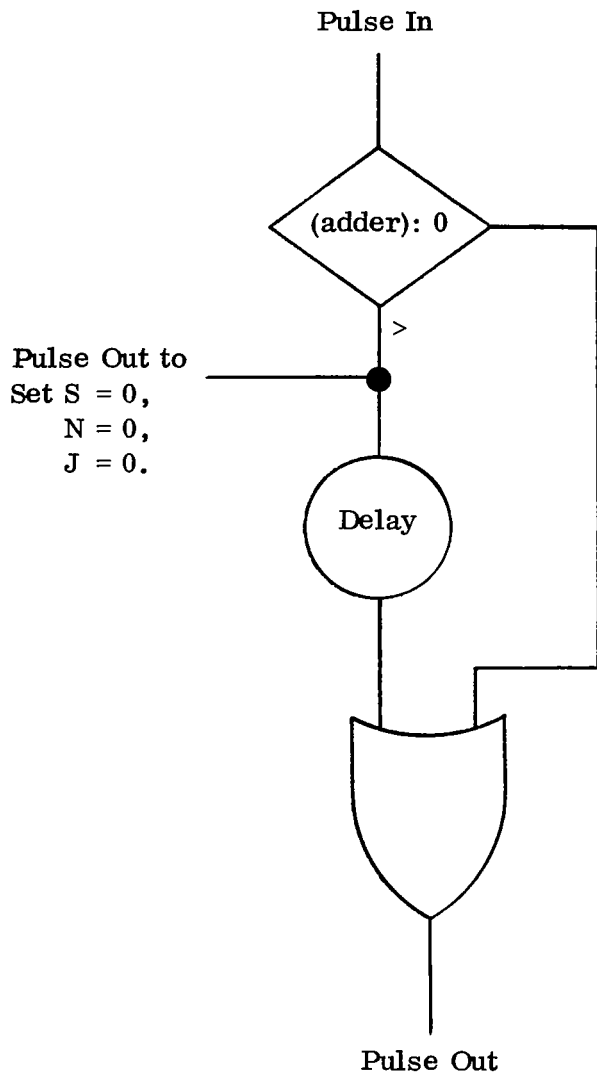 Pulse In
(adder): 0
>
Pulse Out to
Set S = 0,
N = 0,
J = 0.
Delay
Pulse Out